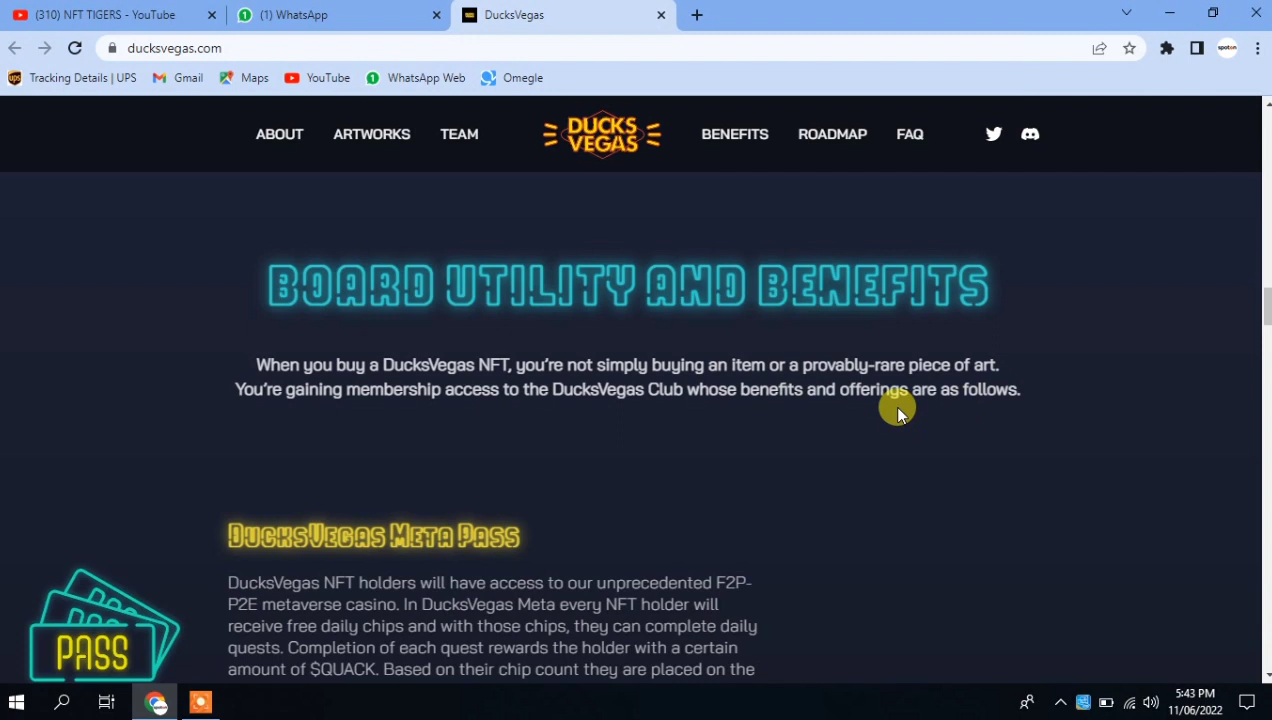 (310) NFT TIGERS - YouTube
(1) WhatsApp
DucksVegas
ducksvegas.com
Tracking Details | UPS
Gmail
Maps
YouTube
WhatsApp Web
Omegle
ABOUT
ARTWORKS
TEAM
DUCKS
VEGAS
BENEFITS
ROADMAP
FAQ
BOARD UTILITY AND BENEFITS
When you buy a DucksVegas NFT, you're not simply buying an item or a provably-rare piece of art.
You're gaining membership access to the DucksVegas Club whose benefits and offerings are as follows.
DucksVegas Meta Pass
DucksVegas NFT holders will have access to our unprecedented F2P-
P2E metaverse casino. In DucksVegas Meta every NFT holder will
receive free daily chips and with those chips, they can complete daily
quests. Completion of each quest rewards the holder with a certain
amount of $QUACK. Based on their chip count they are placed on the
PASS
5:43 PM
11/06/2022